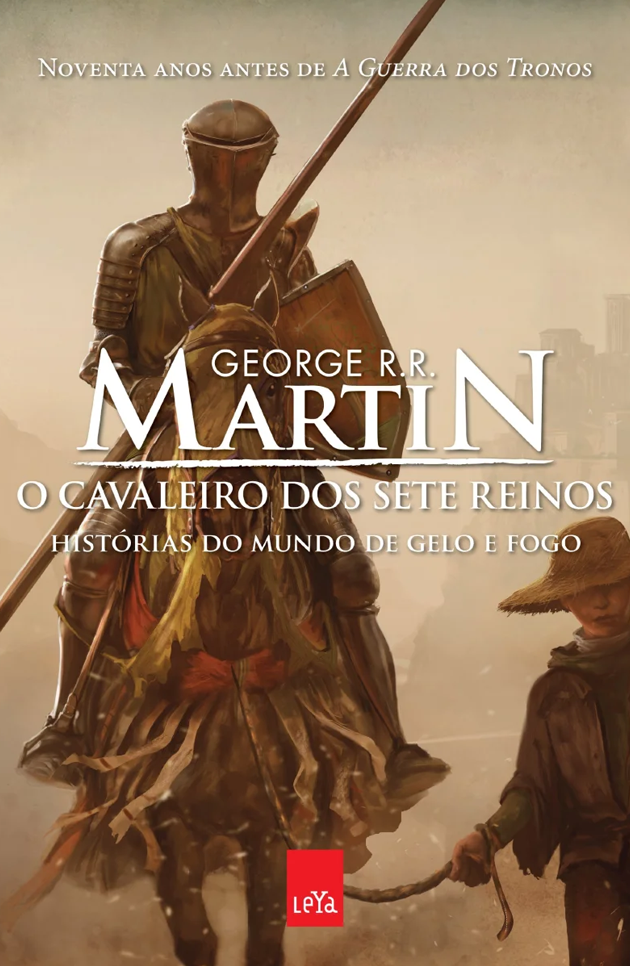 Noventa anos antes de A Guerra dos Tronos
GEORGE R.R.
MARTIN
O CAVALEIRO DOS SETE REINOS
HISTÓRIAS DO MUNDO DE GELO E FOGO
LeYa